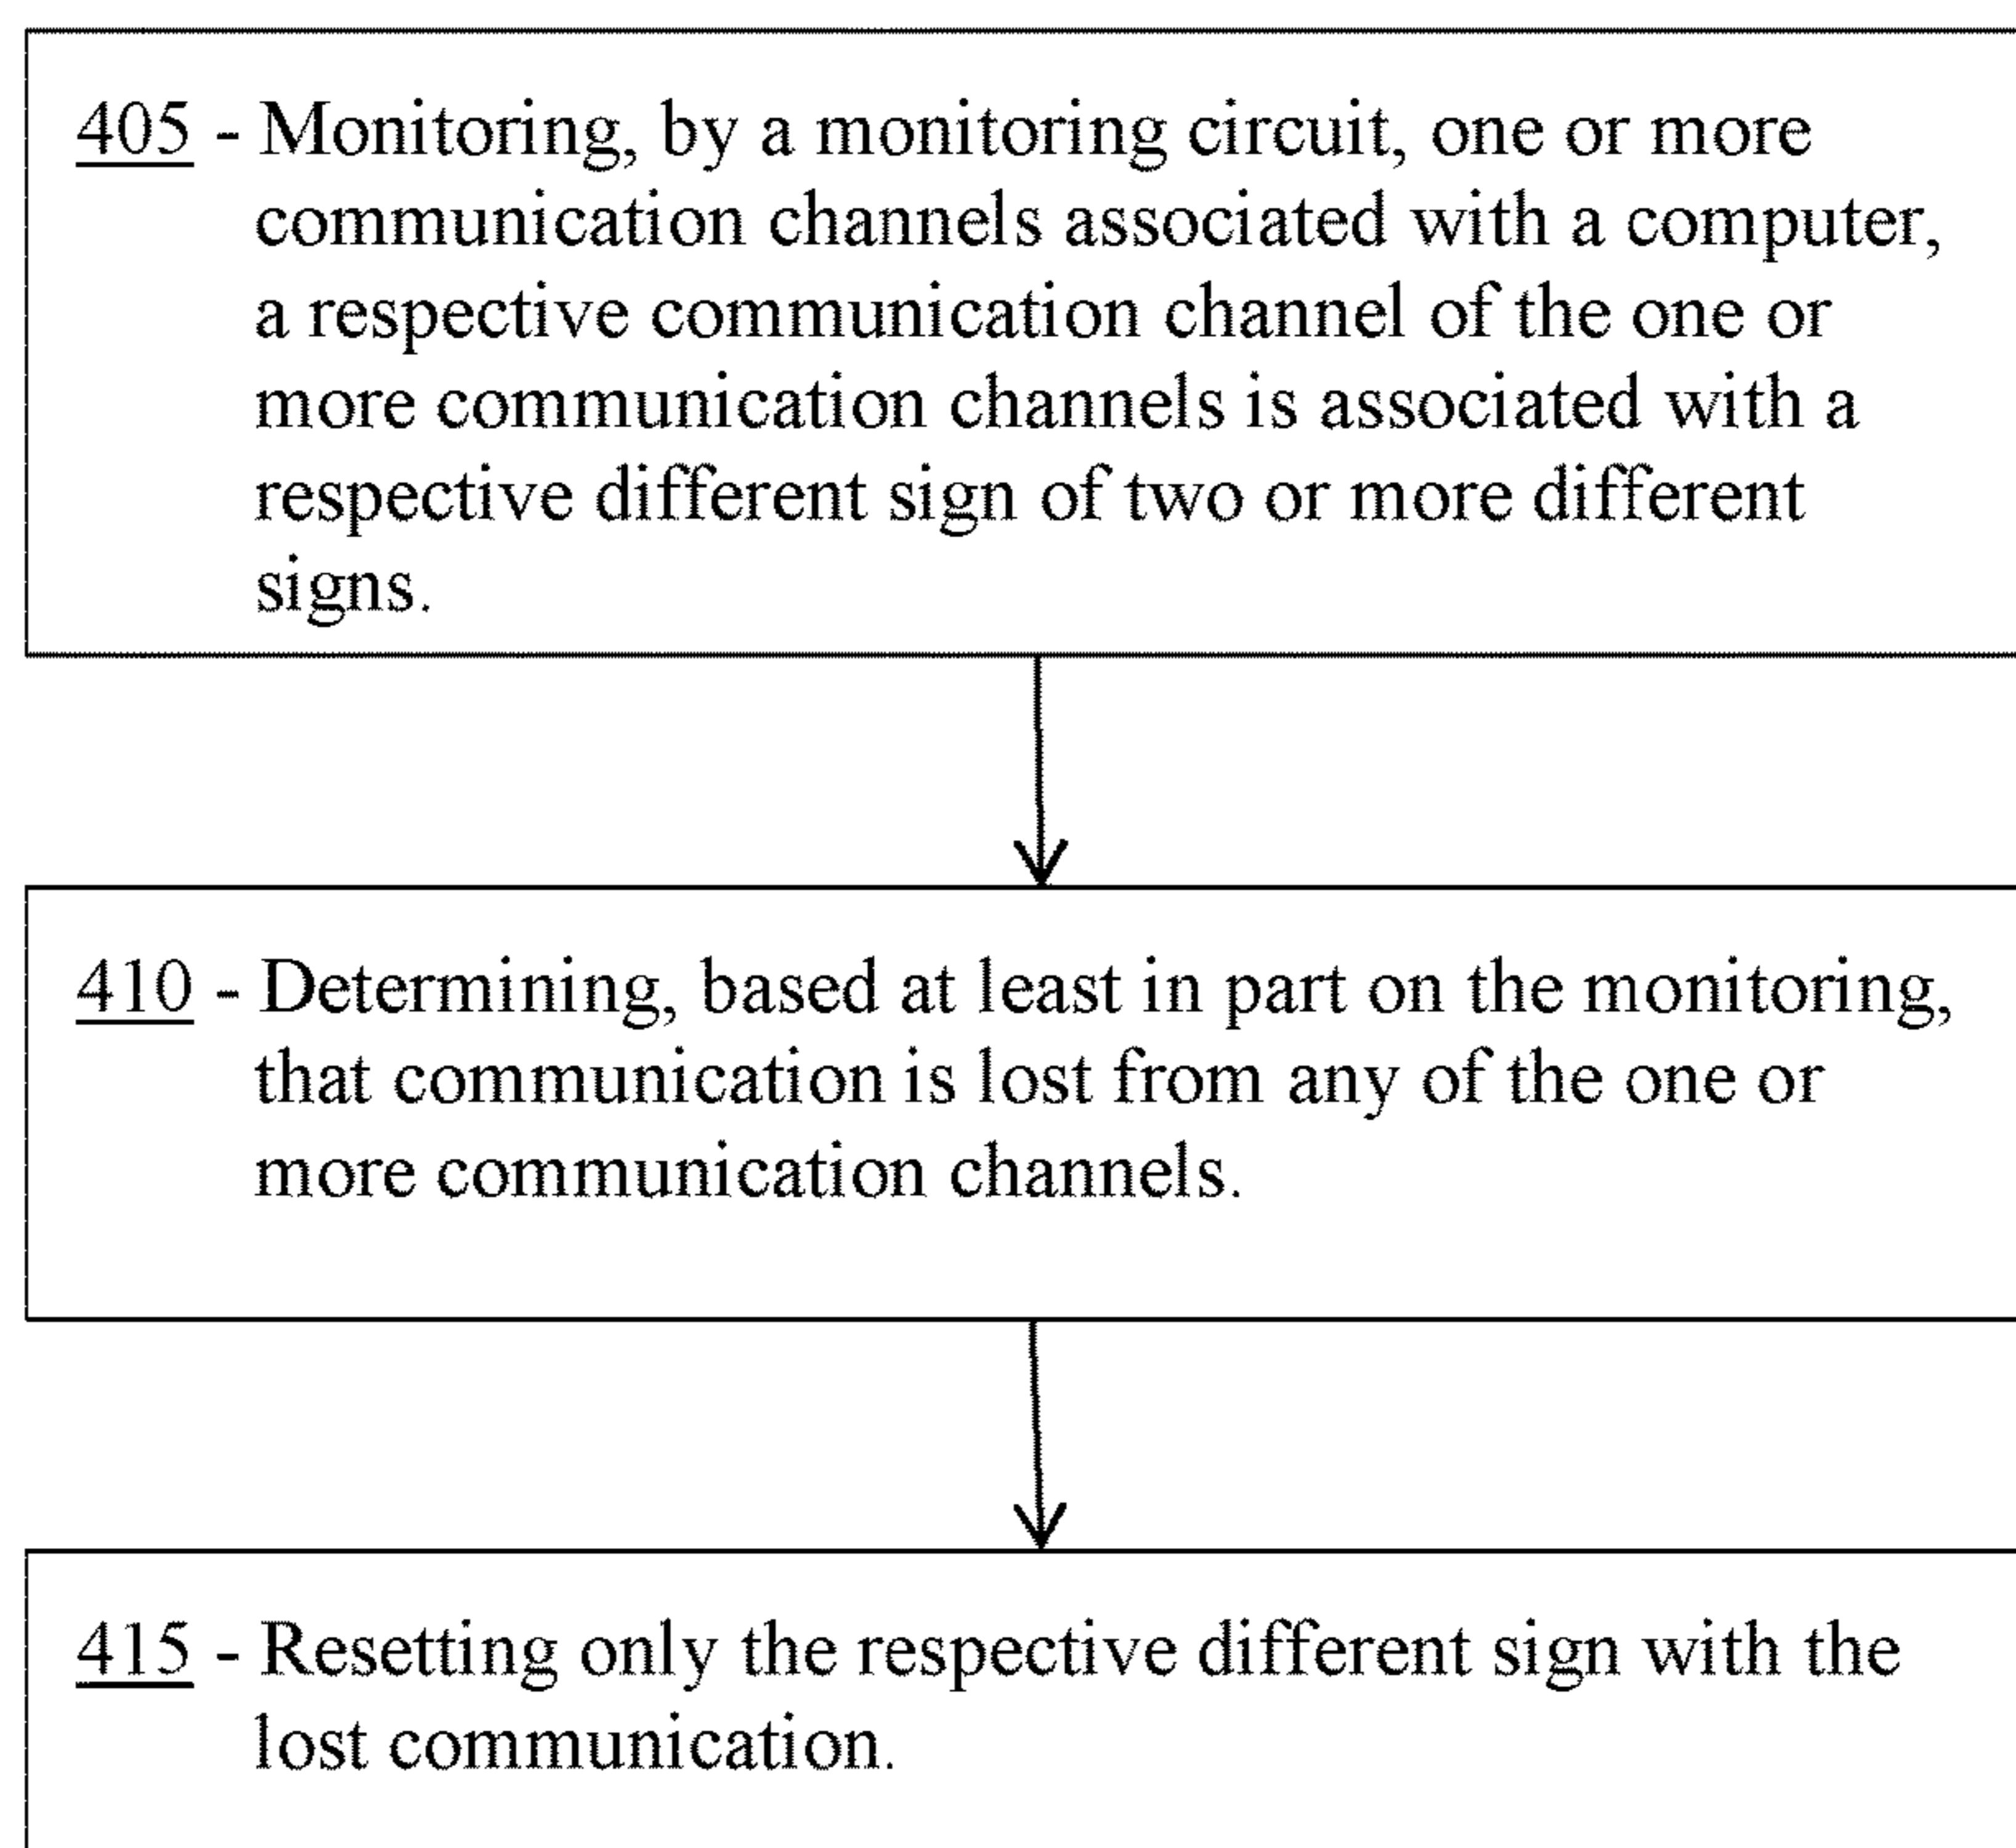 405 - Monitoring, by a monitoring circuit, one or more
communication channels associated with a computer,
a respective communication channel of the one or
more communication channels is associated with a
respective different sign of two or more different
signs.
410 - Determining, based at least in part on the monitoring,
that communication is lost from any of the one or
more communication channels.
415 - Resetting only the respective different sign with the
lost communication.